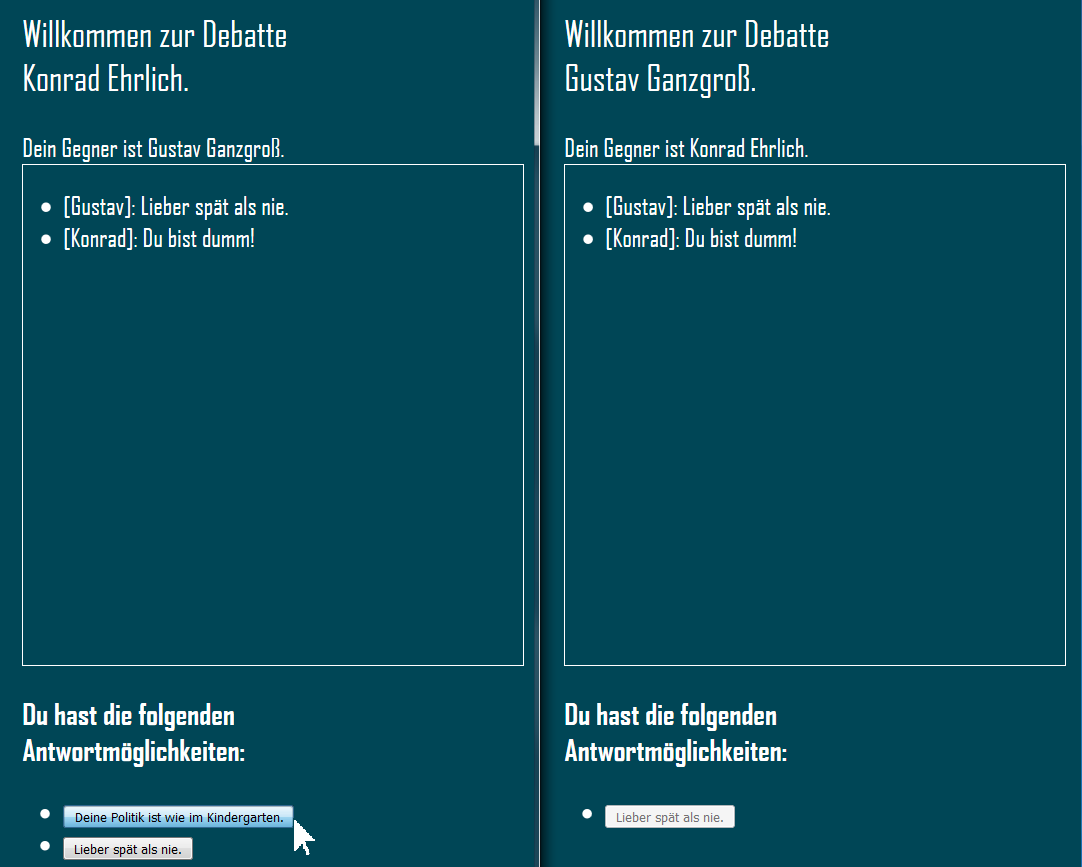 Willkommen zur Debatte
Konrad Ehrlich.
Dein Gegner ist Gustav Ganzgroß.
[Gustav]: Lieber spät als nie.
[Konrad]: Du bist dumm!
Du hast die folgenden
Antwortmöglichkeiten:
Deine Politik ist wie im Kindergarten.
Lieber spät als nie.
Willkommen zur Debatte
Gustav Ganzgroß.
Dein Gegner ist Konrad Ehrlich.
[Gustav]: Lieber spät als nie.
[Konrad]: Du bist dumm!
Du hast die folgenden
Antwortmöglichkeiten:
Lieber spät als nie.